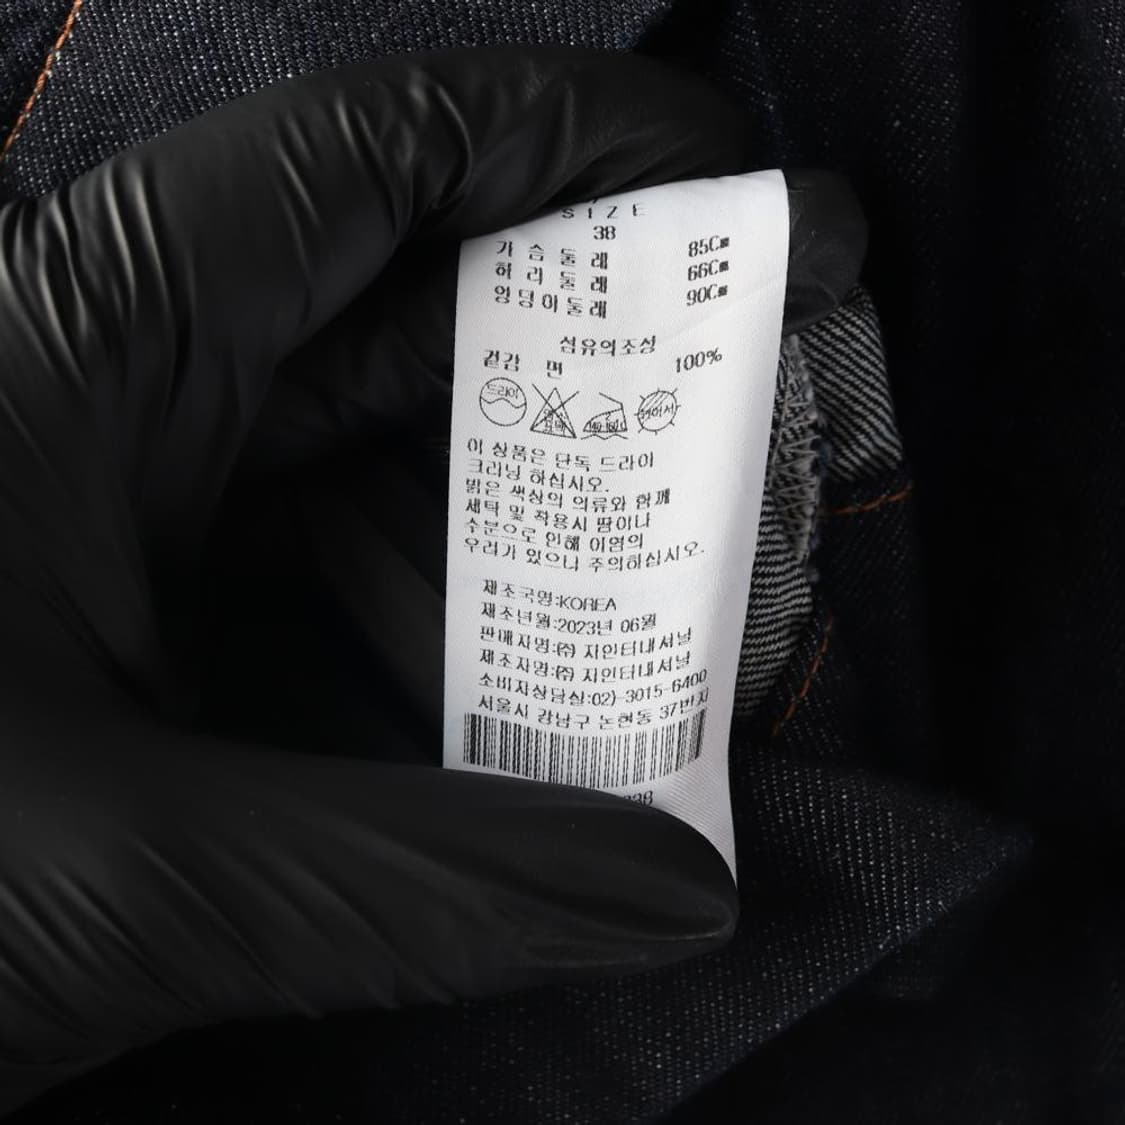 SIZE
38
가슴둘레 85Cm
허리둘레 66Cm
엉덩이둘레 90Cm
섬유의조성
겉감 면 100%
드라이
이 상품은 단독 드라이
크리닝 하십시오.
밝은 색상의 의류와 함께
세탁 및 착용시 땀이나
수분으로 인해 이염의
우려가 있으니 주의하십시오.
제조국명:KOREA
제조년월:2023년 06월
판매자명:㈜ 지인터내셔날
제조자명:㈜ 지인터내셔날
소비자상담실:02)-3015-6400
서울시 강남구 논현동 37번지
38